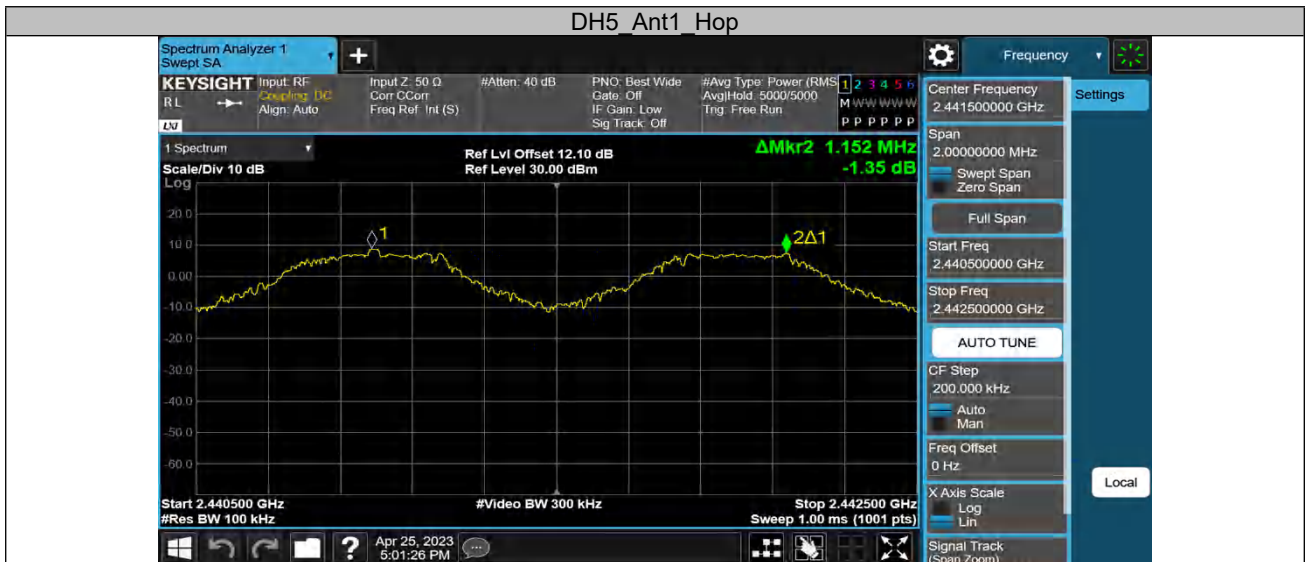 DH5_Ant1_Hop
Spectrum Analyzer 1
Swept SA
+
Frequency
KEYSIGHT
RL
LXI
Input: RF
Coupling: DC
Align: Auto
Input Z: 50 Ω
Corr CCorr
Freq Ref: Int (S)
#Atten: 40 dB
PNO: Best Wide
Gate: Off
IF Gain: Low
Sig Track: Off
#Avg Type: Power (RMS
Avg|Hold: 5000/5000
Trig: Free Run
1 2 3 4 5 6
M W W W W W
P P P P P P
1 Spectrum
Scale/Div 10 dB
Log
Ref Lvl Offset 12.10 dB
Ref Level 30.00 dBm
ΔMkr2 1.152 MHz
-1.35 dB
20.0
10.0
0.00
-10.0
-20.0
-30.0
-40.0
-50.0
-60.0
1
2Δ1
Start 2.440500 GHz
#Res BW 100 kHz
#Video BW 300 kHz
Stop 2.442500 GHz
Sweep 1.00 ms (1001 pts)
?
Apr 25, 2023
5:01:26 PM
Center Frequency
2.441500000 GHz
Span
2.00000000 MHz
Swept Span
Zero Span
Full Span
Start Freq
2.440500000 GHz
Stop Freq
2.442500000 GHz
AUTO TUNE
CF Step
200.000 kHz
Auto
Man
Freq Offset
0 Hz
X Axis Scale
Log
Lin
Signal Track
(Span Zoom)
Settings
Local